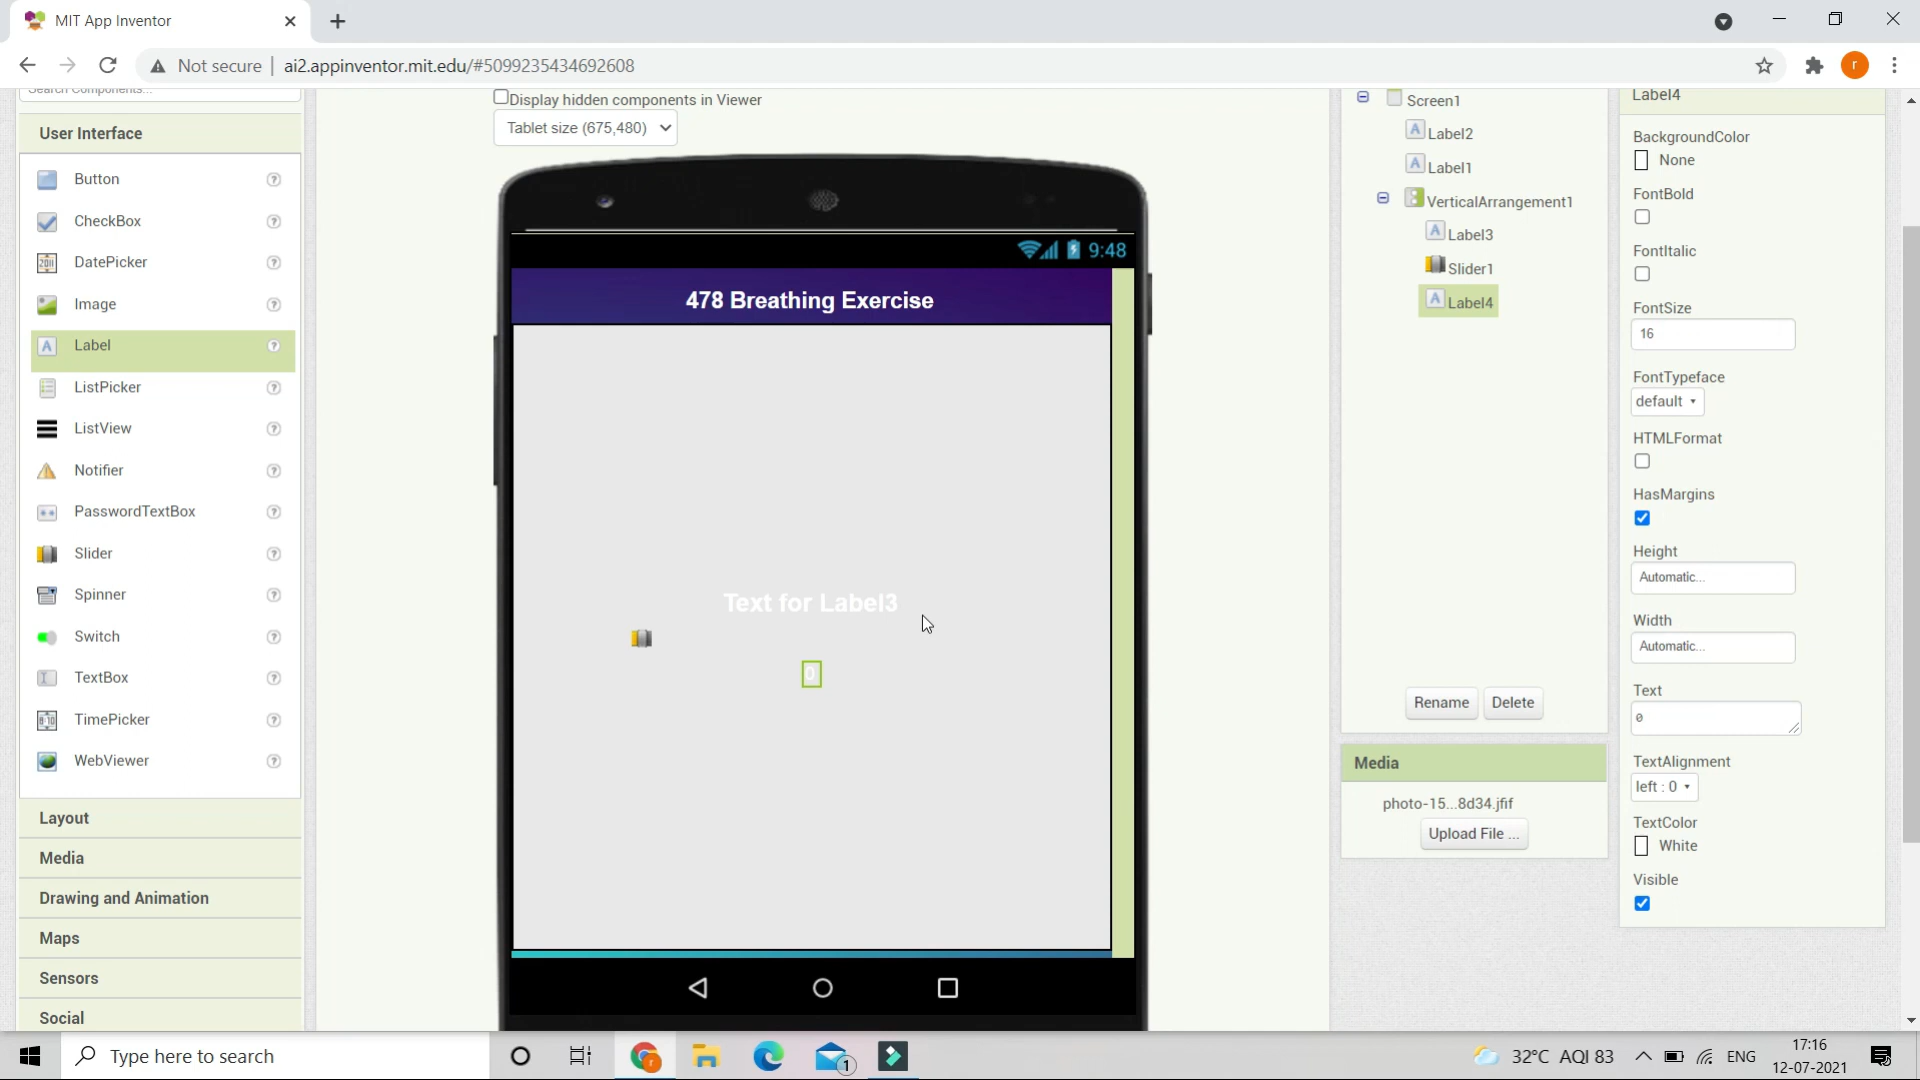 MIT App Inventor
Not secure
ai2.appinventor.mit.edu/#5099235434692608
r
Search Components...
User Interface
Button
CheckBox
DatePicker
Image
Label
ListPicker
ListView
Notifier
PasswordTextBox
Slider
Spinner
Switch
TextBox
TimePicker
WebViewer
Layout
Media
Drawing and Animation
Maps
Sensors
Social
Display hidden components in Viewer
Tablet size (675,480)
9:48
478 Breathing Exercise
Text for Label3
0
Screen1
Label2
Label1
VerticalArrangement1
Label3
Slider1
Label4
Rename
Delete
Media
photo-15...8d34.jfif
Upload File ...
Label4
BackgroundColor
None
FontBold
FontItalic
FontSize
16
FontTypeface
default
HTMLFormat
HasMargins
Height
Automatic...
Width
Automatic...
Text
0
TextAlignment
left : 0
TextColor
White
Visible
Type here to search
1
32°C AQI 83
ENG
17:16
12-07-2021